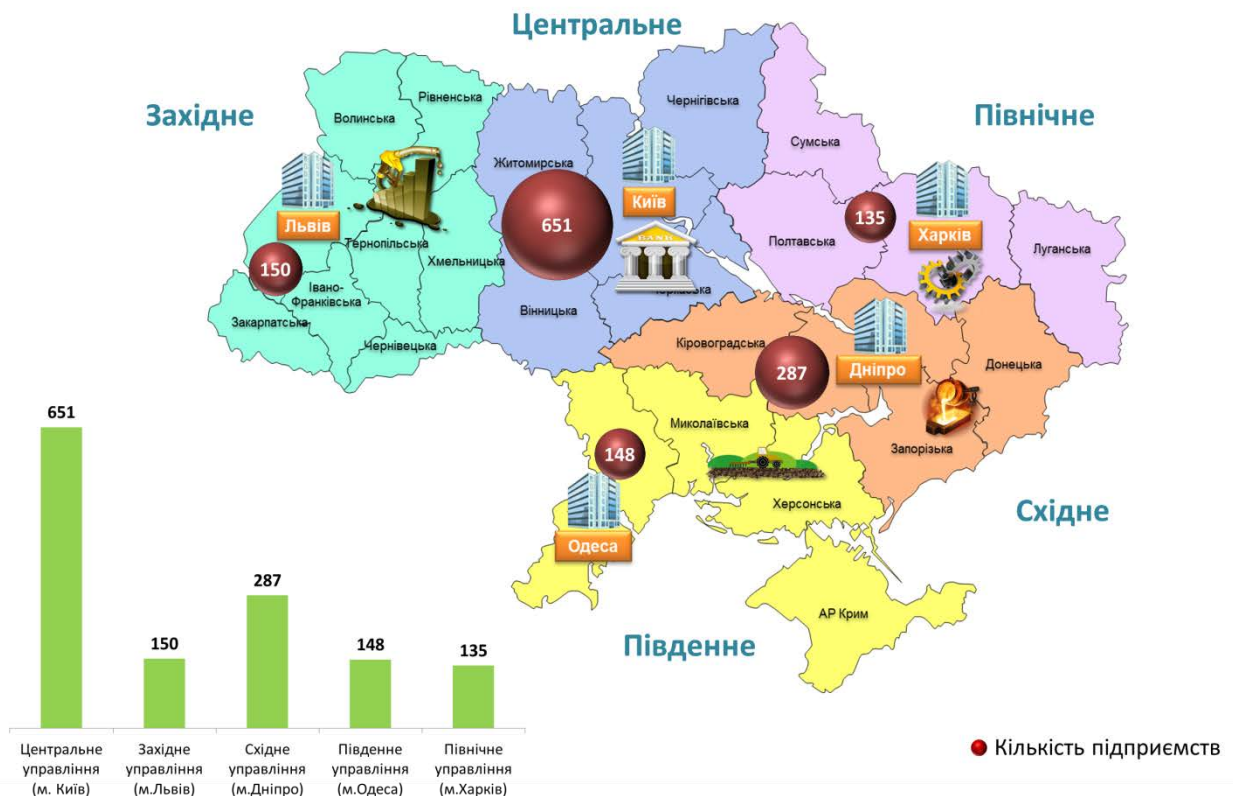 Центральне
Західне
Північне
Волинська
Рівненська
Житомирська
Чернігівська
Сумська
Львів
Київ
Харків
651
135
150
Тернопільська
Хмельницька
Полтавська
Луганська
Івано-
Франківська
Закарпатська
Чернівецька
BANK
Вінницька
Кіровоградська
Дніпро
Донецька
287
Миколаївська
Запорізька
148
Херсонська
Одеса
Східне
АР Крим
Південне
651
150
287
148
135
Центральне
управління
(м. Київ)
Західне
управління
(м.Львів)
Східне
управління
(м.Дніпро)
Південне
управління
(м.Одеса)
Північне управління
(м.Харків)
Кількість підприємств